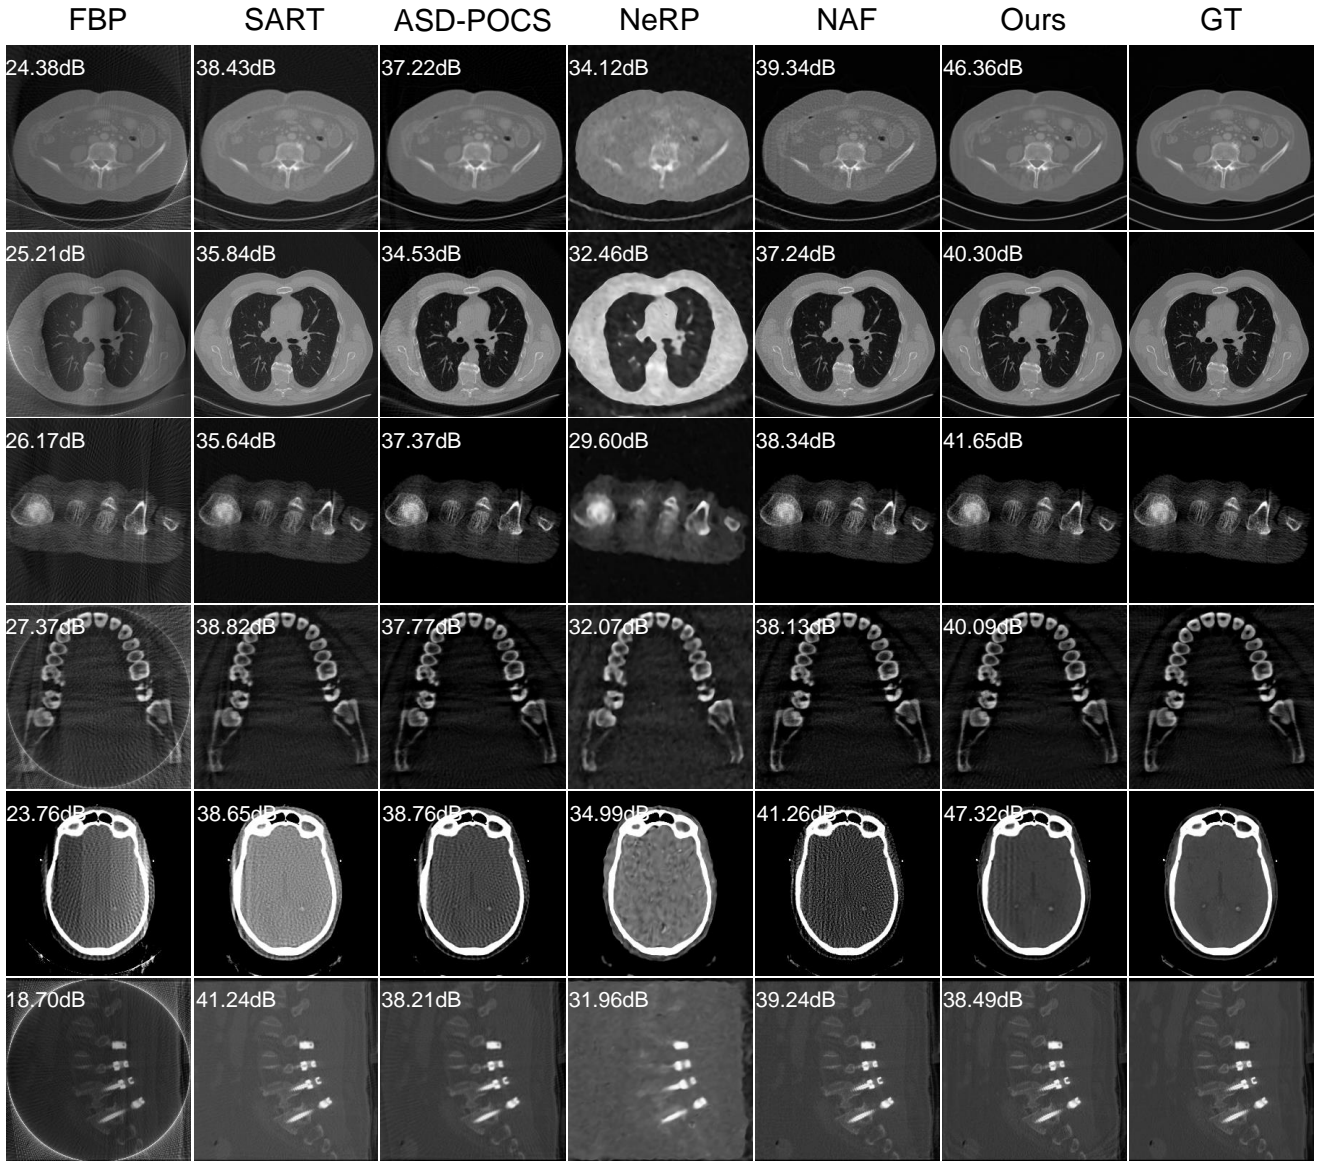 FBP SART ASD-POCS NeRP NAF Ours GT
24.38dB 38.43dB 37.22dB 34.12dB 39.34dB 46.36dB
25.21dB 35.84dB 34.53dB 32.46dB 37.24dB 40.30dB
26.17dB 35.64dB 37.37dB 29.60dB 38.34dB 41.65dB
27.37dB 38.82dB 37.77dB 32.07dB 38.13dB 40.09dB
23.76dB 38.65dB 38.76dB 34.99dB 41.26dB 47.32dB
18.70dB 41.24dB 38.21dB 31.96dB 39.24dB 38.49dB